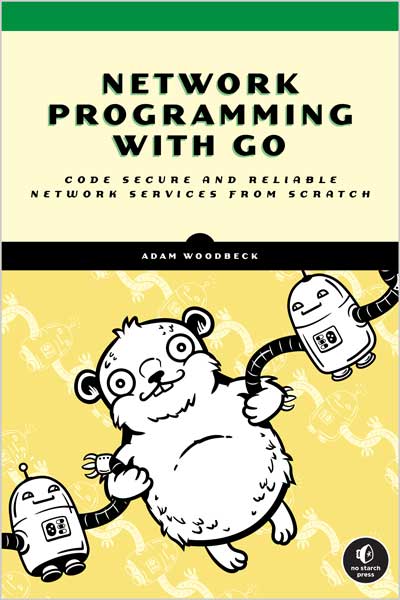 NETWORK
PROGRAMMING
WITH GO
CODE SECURE AND RELIABLE
NETWORK SERVICES FROM SCRATCH
ADAM WOODBECK
no starch
press